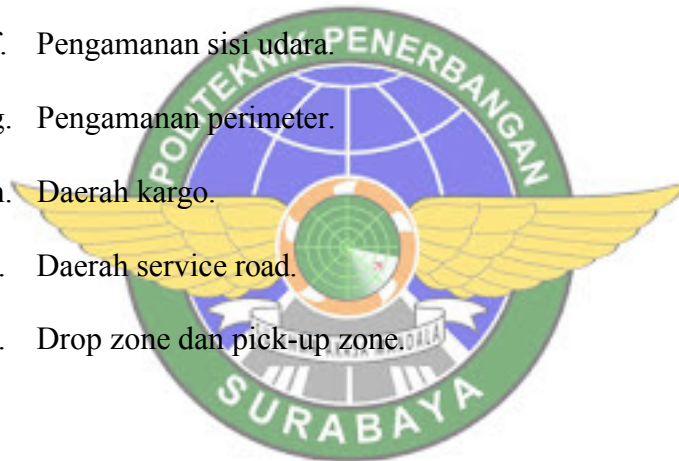 f. Pengamanan sisi udara.
g. Pengamanan perimeter.
h. Daerah kargo.
. Daerah service road.
. Drop zone dan pick-up zone.
POLITEKNIK PENERBANGAN
SURABAYA